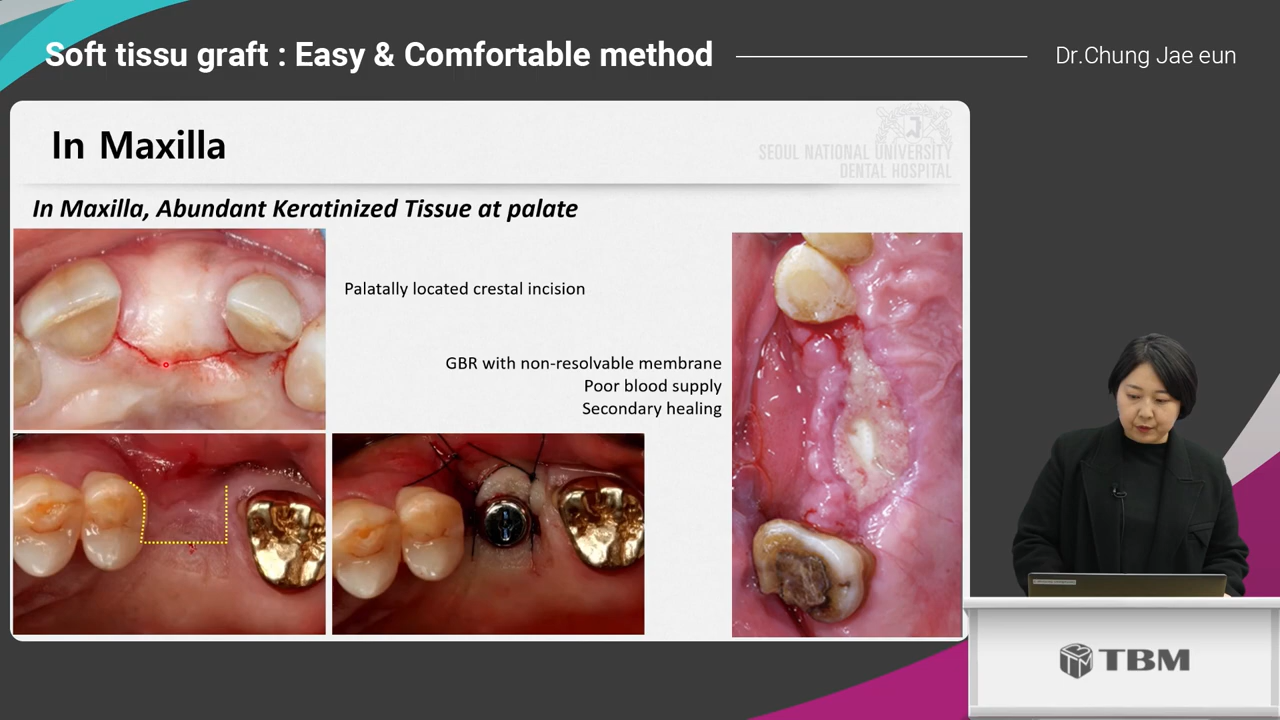 Soft tissu graft : Easy & Comfortable method
Dr.Chung Jae eun
In Maxilla
SEOUL NATIONAL UNIVERSITY
DENTAL HOSPITAL
In Maxilla, Abundant Keratinized Tissue at palate
Palatally located crestal incision
GBR with non-resolvable membrane
Poor blood supply
Secondary healing
TBM